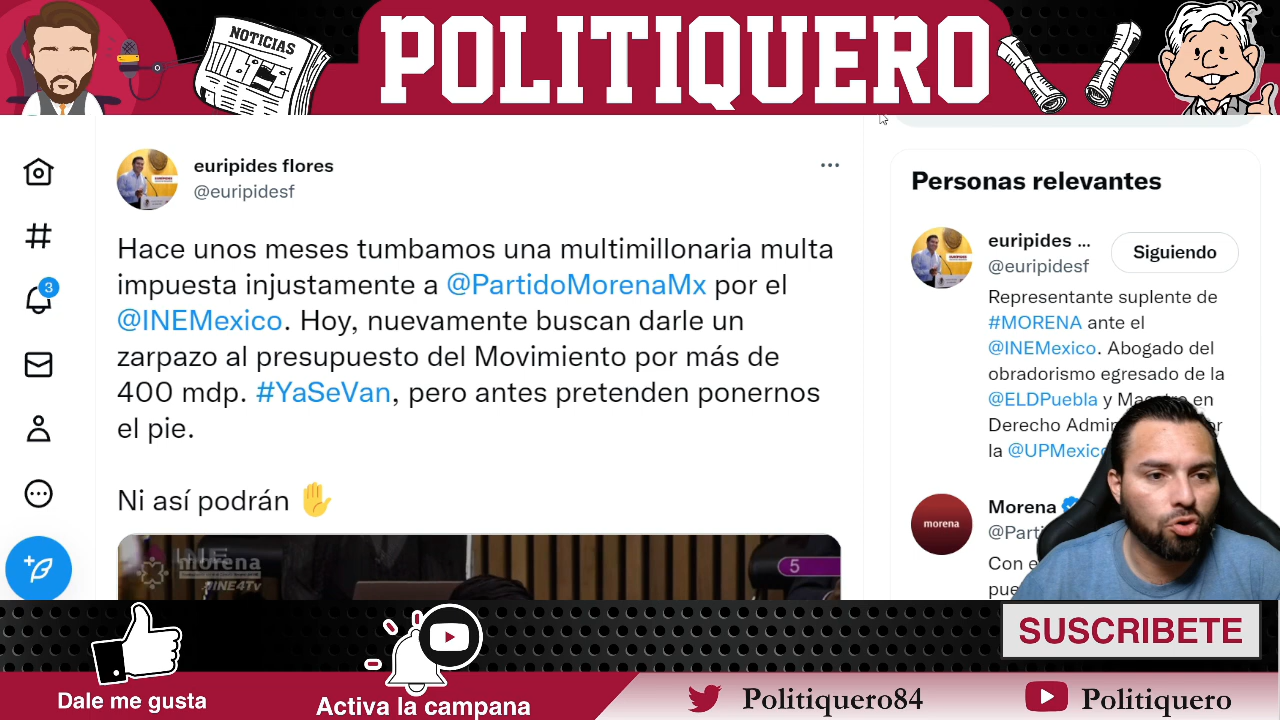 NOTICIAS
POLITIQUERO
euripides flores
@euripidesf
Hace unos meses tumbamos una multimillonaria multa
impuesta injustamente a @PartidoMorenaMx por el
@INEMexico. Hoy, nuevamente buscan darle un
zarpazo al presupuesto del Movimiento por más de
400 mdp. #YaSeVan, pero antes pretenden ponernos
el pie.
Ni así podrán ✋
INE
morena
#INE4Tv
5
3
Personas relevantes
euripides ...
@euripidesf
Siguiendo
Representante suplente de
#MORENA ante el
@INEMexico. Abogado del
obradorismo egresado de la
@ELDPuebla y en
Derecho
la @UPMexico
morena
Morena
SUSCRIBETE
Dale me gusta
Activa la campana
Politiquero84
Politiquero